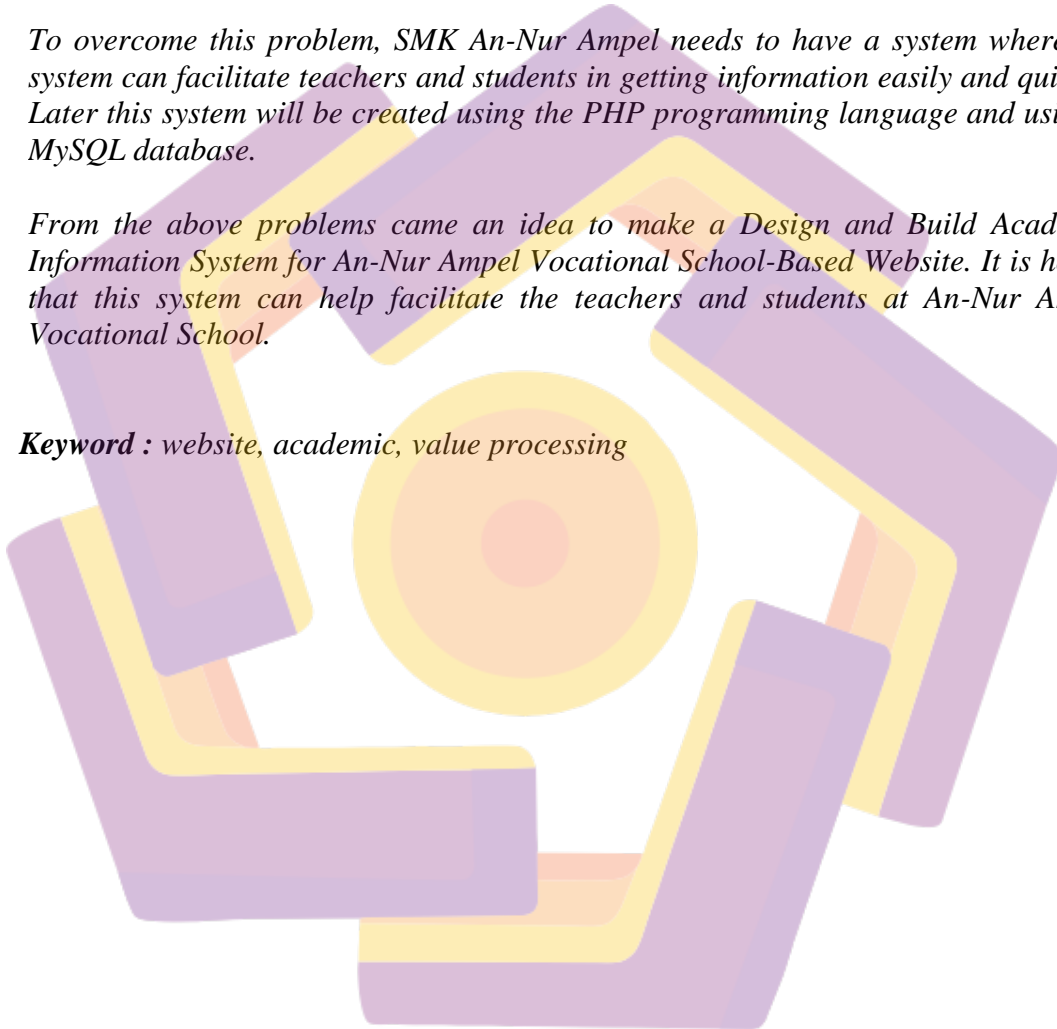 To overcome this problem, SMK An-Nur Ampel needs to have a system where
system can facilitate teachers and students in getting information easily and qui
Later this system will be created using the PHP programming language and usi
MySQL database.
From the above problems came an idea to make a Design and Build Acad
Information System for An-Nur Ampel Vocational School-Based Website. It is h
that this system can help facilitate the teachers and students at An-Nur A
Vocational School.
Keyword : website, academic, value processing